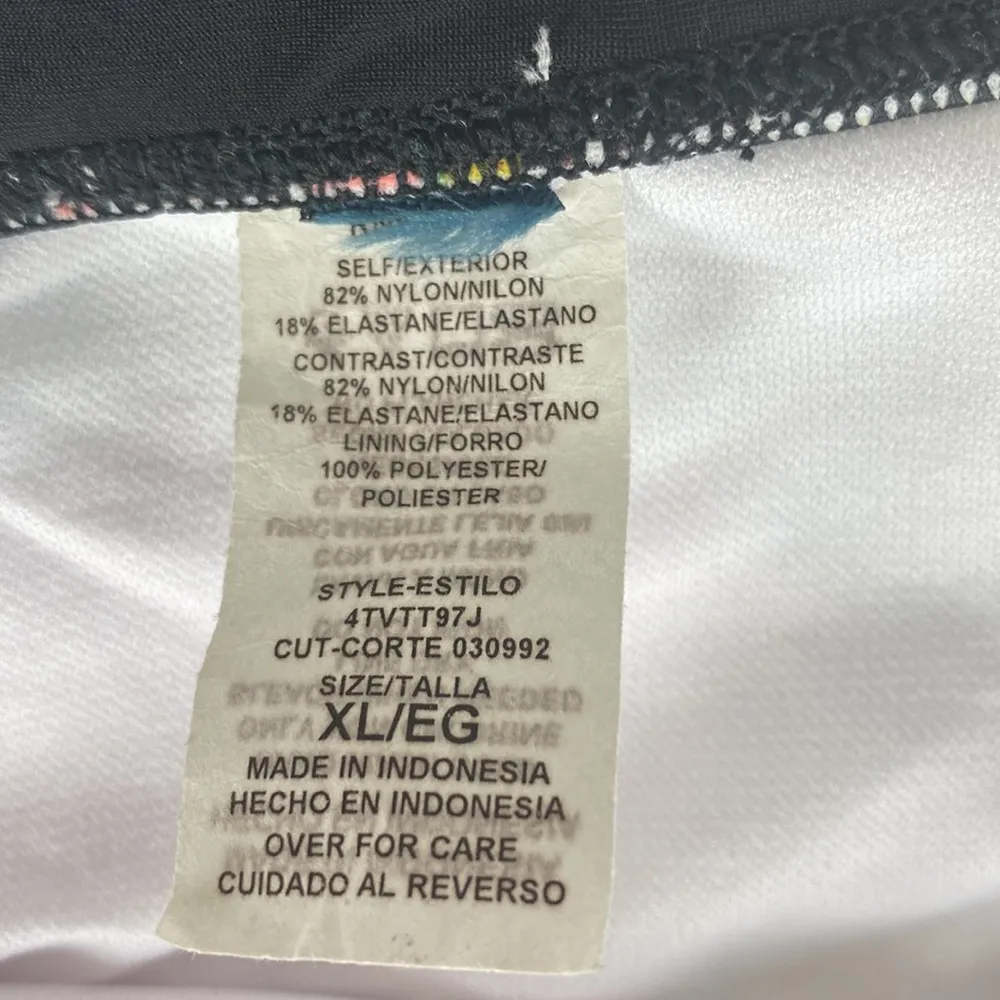 SELF/EXTERIOR
82% NYLON/NILON
18% ELASTANE/ELASTANO
CONTRAST/CONTRASTE
82% NYLON/NILON
18% ELASTANE/ELASTANO
LINING/FORRO
100% POLYESTER/
POLIESTER
STYLE-ESTILO
4TVTT97J
CUT-CORTE 030992
SIZE/TALLA
XL/EG
MADE IN INDONESIA
HECHO EN INDONESIA
OVER FOR CARE
CUIDADO AL REVERSO